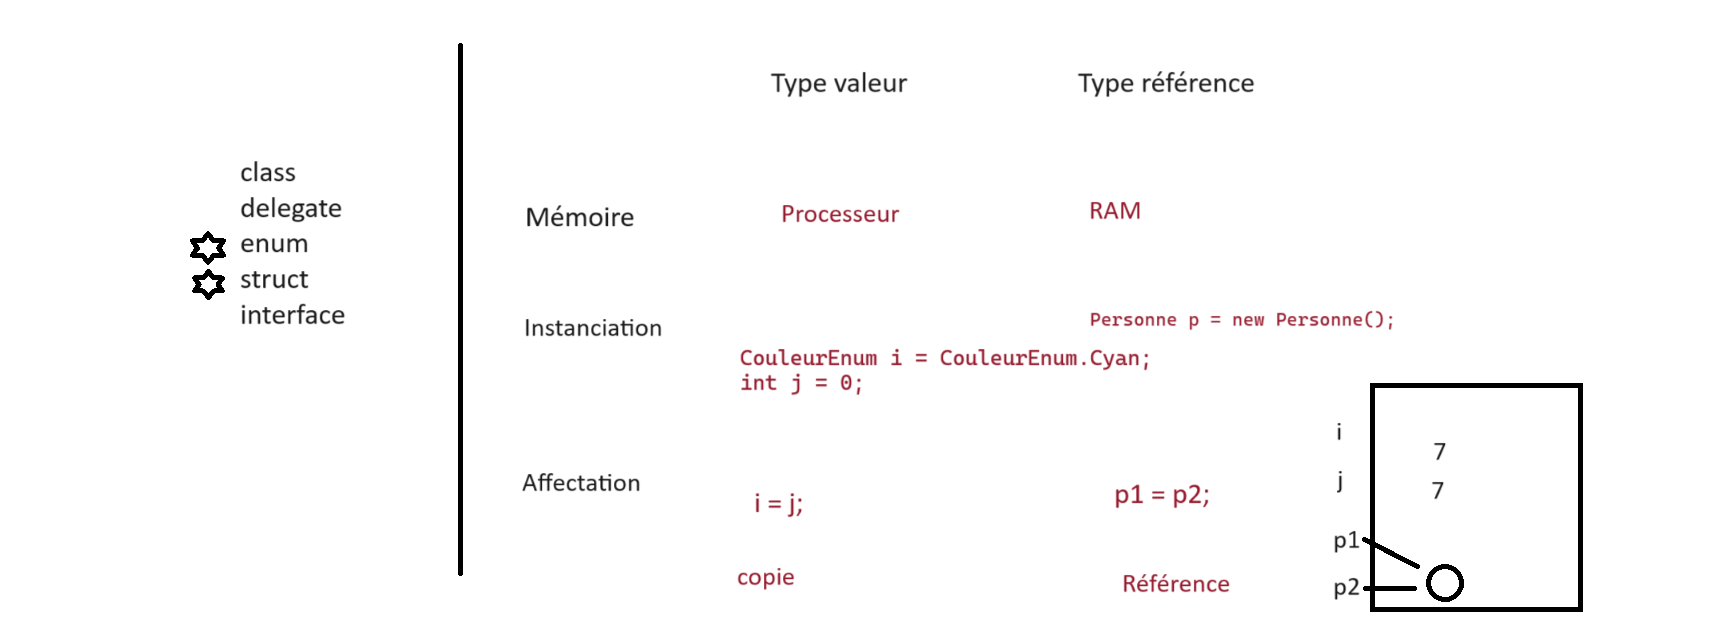 class
delegate
enum
struct
interface
Type valeur
Type référence
Mémoire
Processeur
RAM
Instanciation
Personne p = new Personne();
CouleurEnum i = CouleurEnum.Cyan;
int j = 0;
Affectation
i = j;
p1 = p2;
copie
Référence
i
7
j
7
p1
p2